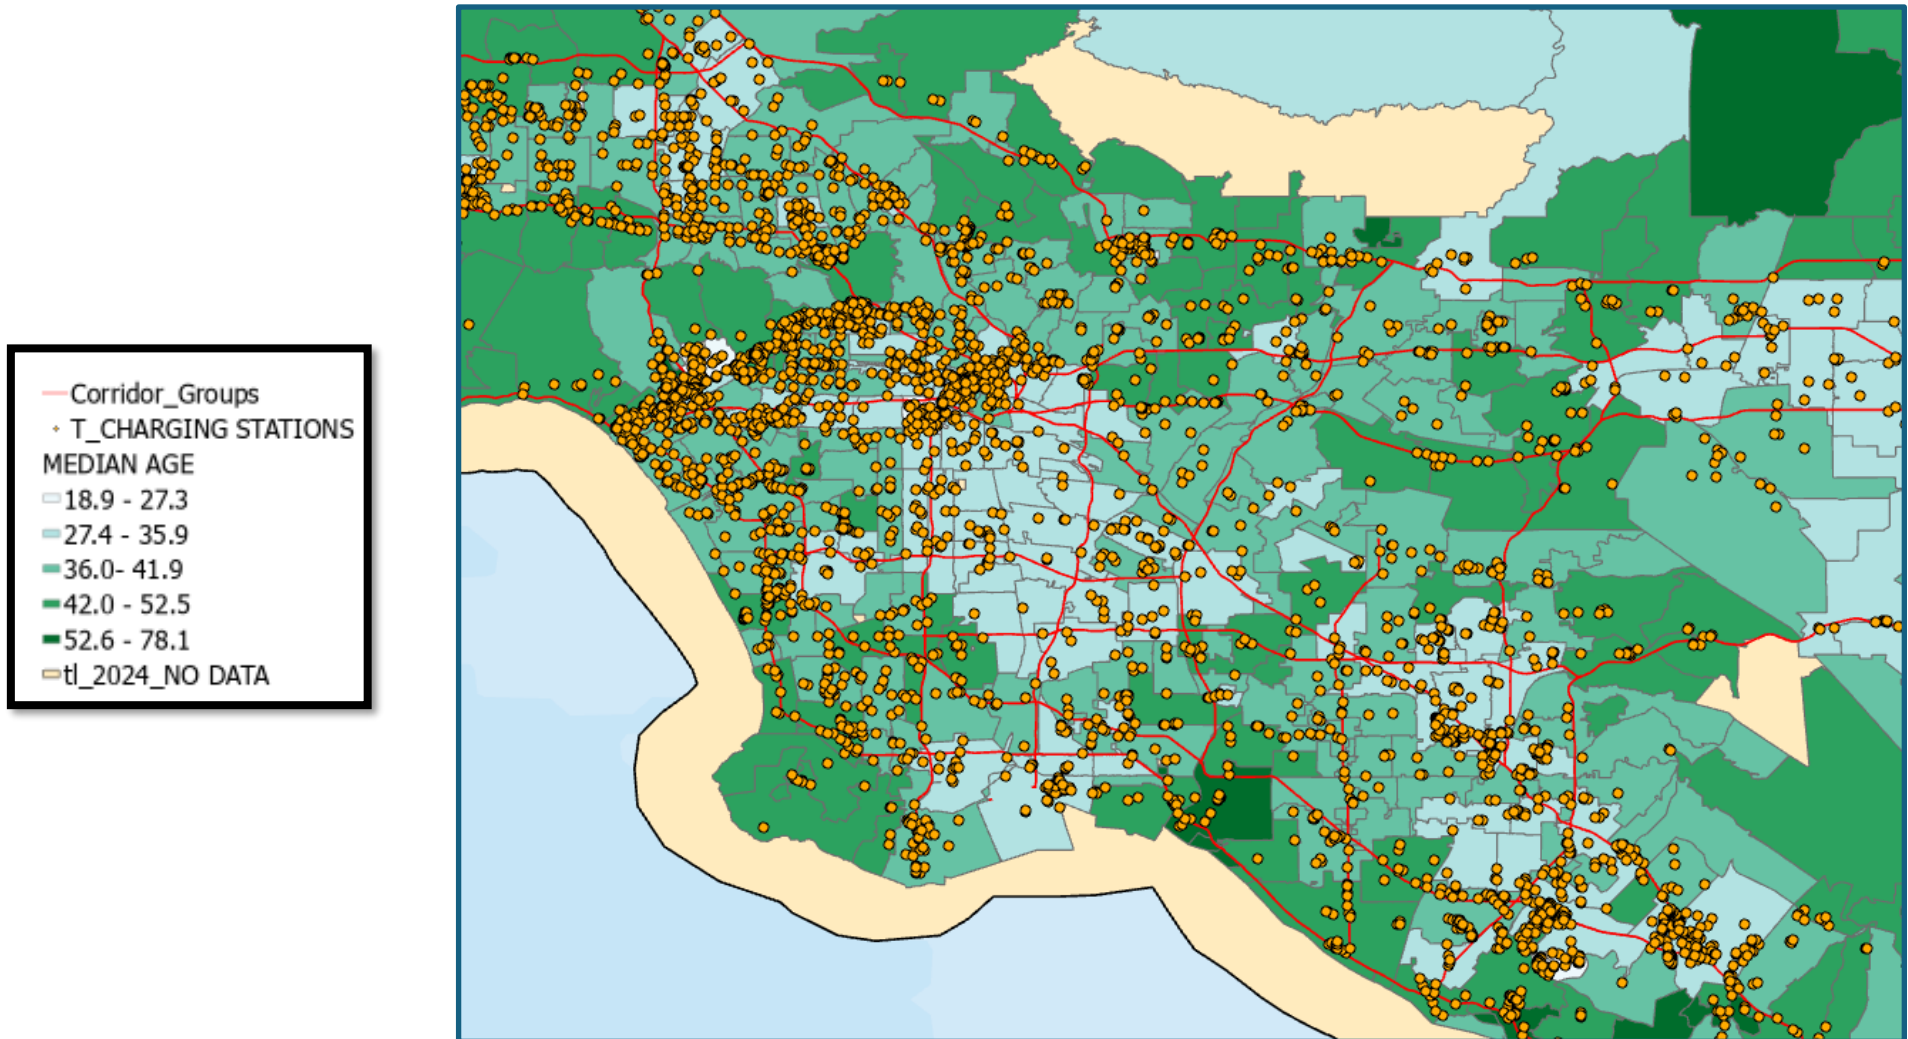 Corridor_Groups
T_CHARGING STATIONS
MEDIAN AGE
18.9 - 27.3
27.4 - 35.9
36.0- 41.9
42.0 - 52.5
52.6 - 78.1
tl_2024_NO DATA